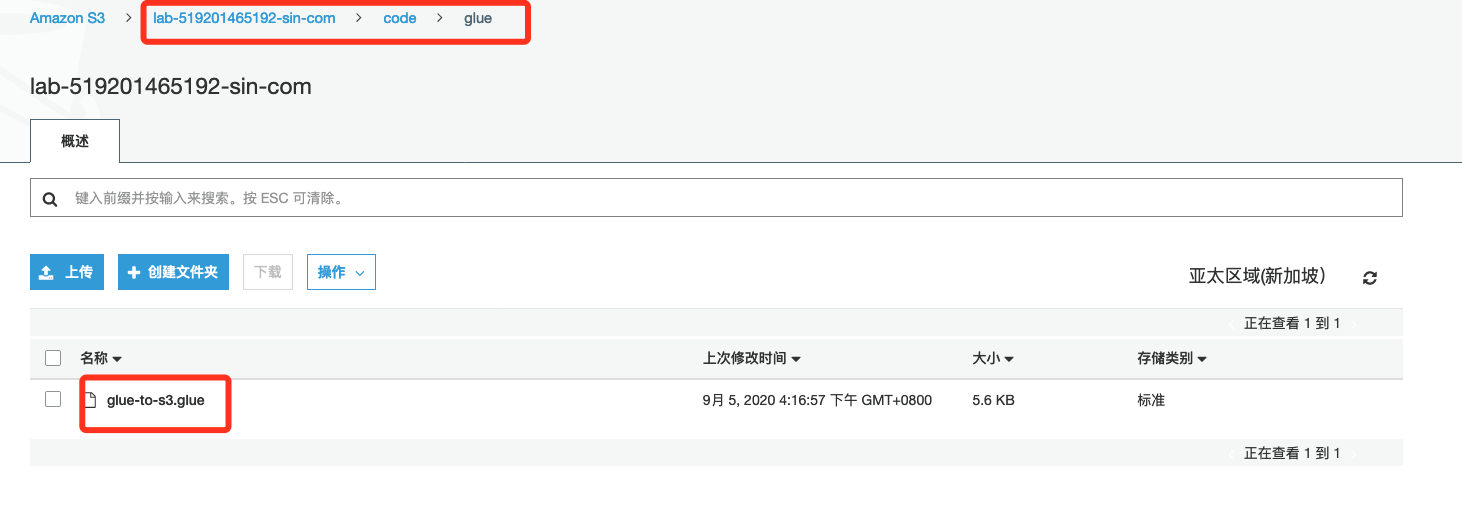 Amazon S3 > lab-519201465192-sin-com > code > glue
lab-519201465192-sin-com
概述
键入前缀并按输入来搜索。按 ESC 可清除。
上传 创建文件夹 下载 操作 亚太区域(新加坡)
正在查看 1 到 1
名称 上次修改时间 大小 存储类别
glue-to-s3.glue 9月 5, 2020 4:16:57 下午 GMT+0800 5.6 KB 标准
正在查看 1 到 1